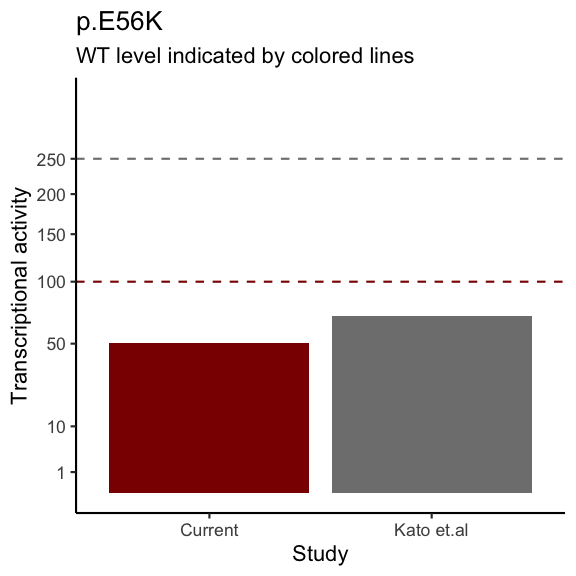 p.E56K
WT level indicated by colored lines
Transcriptional activity
250
200
150
100
50
10
1
Current
Kato et.al
Study